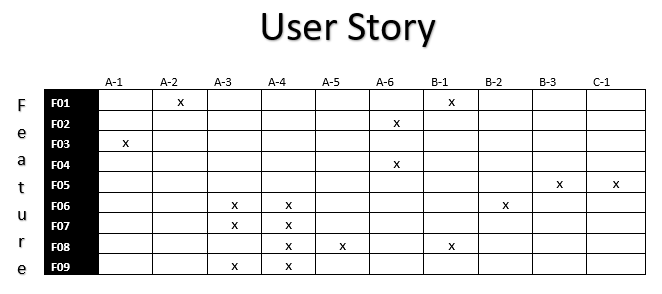 User Story
A-1 A-2 A-3 A-4 A-5 A-6 B-1 B-2 B-3 C-1
Feature
F01 x x
F02 x
F03 x
F04 x
F05 x x
F06 x x x
F07 x x
F08 x x x
F09 x x